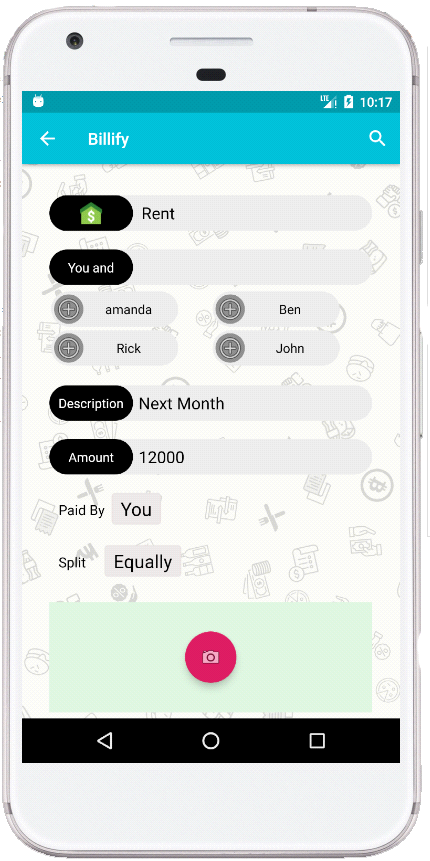 LTE 10:17
Billify
$ Rent
You and
amanda Ben
Rick John
Description Next Month
Amount 12000
Paid By You
Split Equally